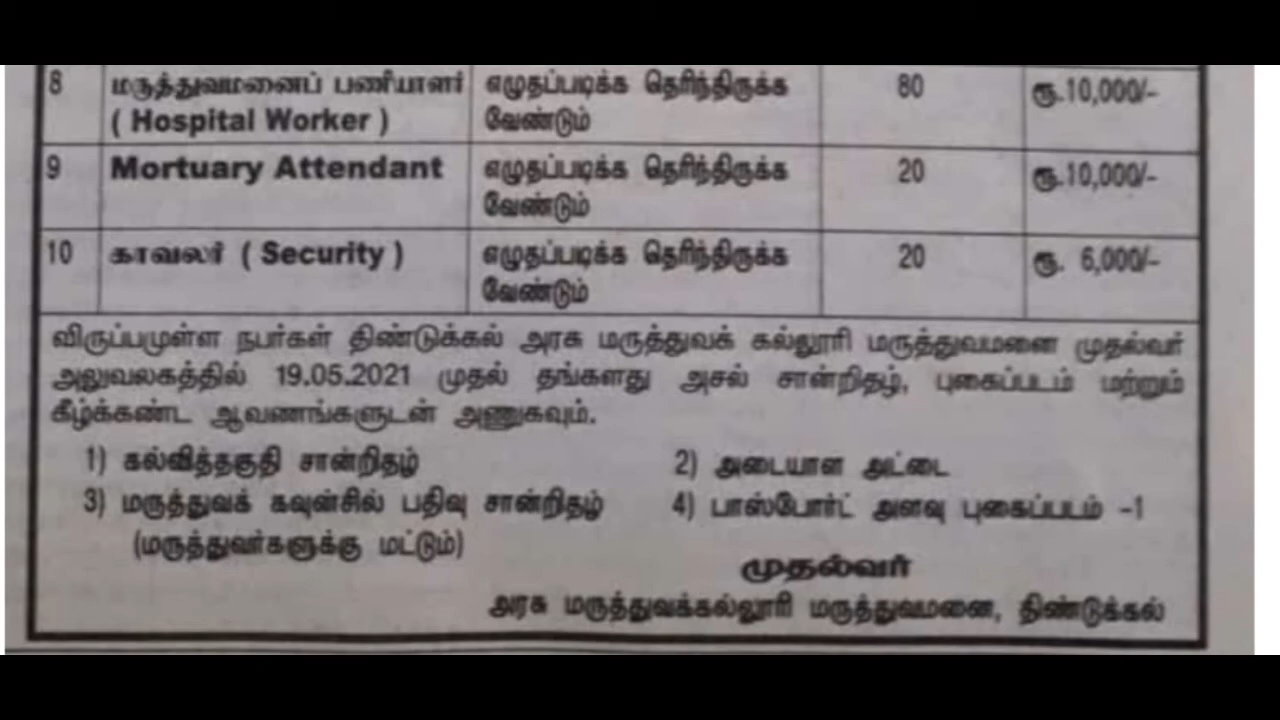 8 மருத்துவமனைப் பணியாளர் எழுதப்படிக்க தெரிந்திருக்க 80 ரூ.10,000/-
( Hospital Worker ) வேண்டும்
9 Mortuary Attendant எழுதப்படிக்க தெரிந்திருக்க 20 ரூ.10,000/-
வேண்டும்
10 காவலர் ( Security ) எழுதப்படிக்க தெரிந்திருக்க 20 ரூ. 6,000/-
வேண்டும்
விருப்பமுள்ள நபர்கள் திண்டுக்கல் அரசு மருத்துவக் கல்லூரி மருத்துவமனை முதல்வர்
அலுவலகத்தில் 19.05.2021 முதல் தங்களது அசல் சான்றிதழ், புகைப்படம் மற்றும்
கீழ்க்கண்ட ஆவணங்களுடன் அணுகவும்.
1) கல்வித்தகுதி சான்றிதழ் 2) அடையாள அட்டை
3) மருத்துவக் கவுன்சில் பதிவு சான்றிதழ் 4) பாஸ்போர்ட் அளவு புகைப்படம் -1
(மருத்துவர்களுக்கு மட்டும்)
முதல்வர்
அரசு மருத்துவக்கல்லூரி மருத்துவமனை, திண்டுக்கல்